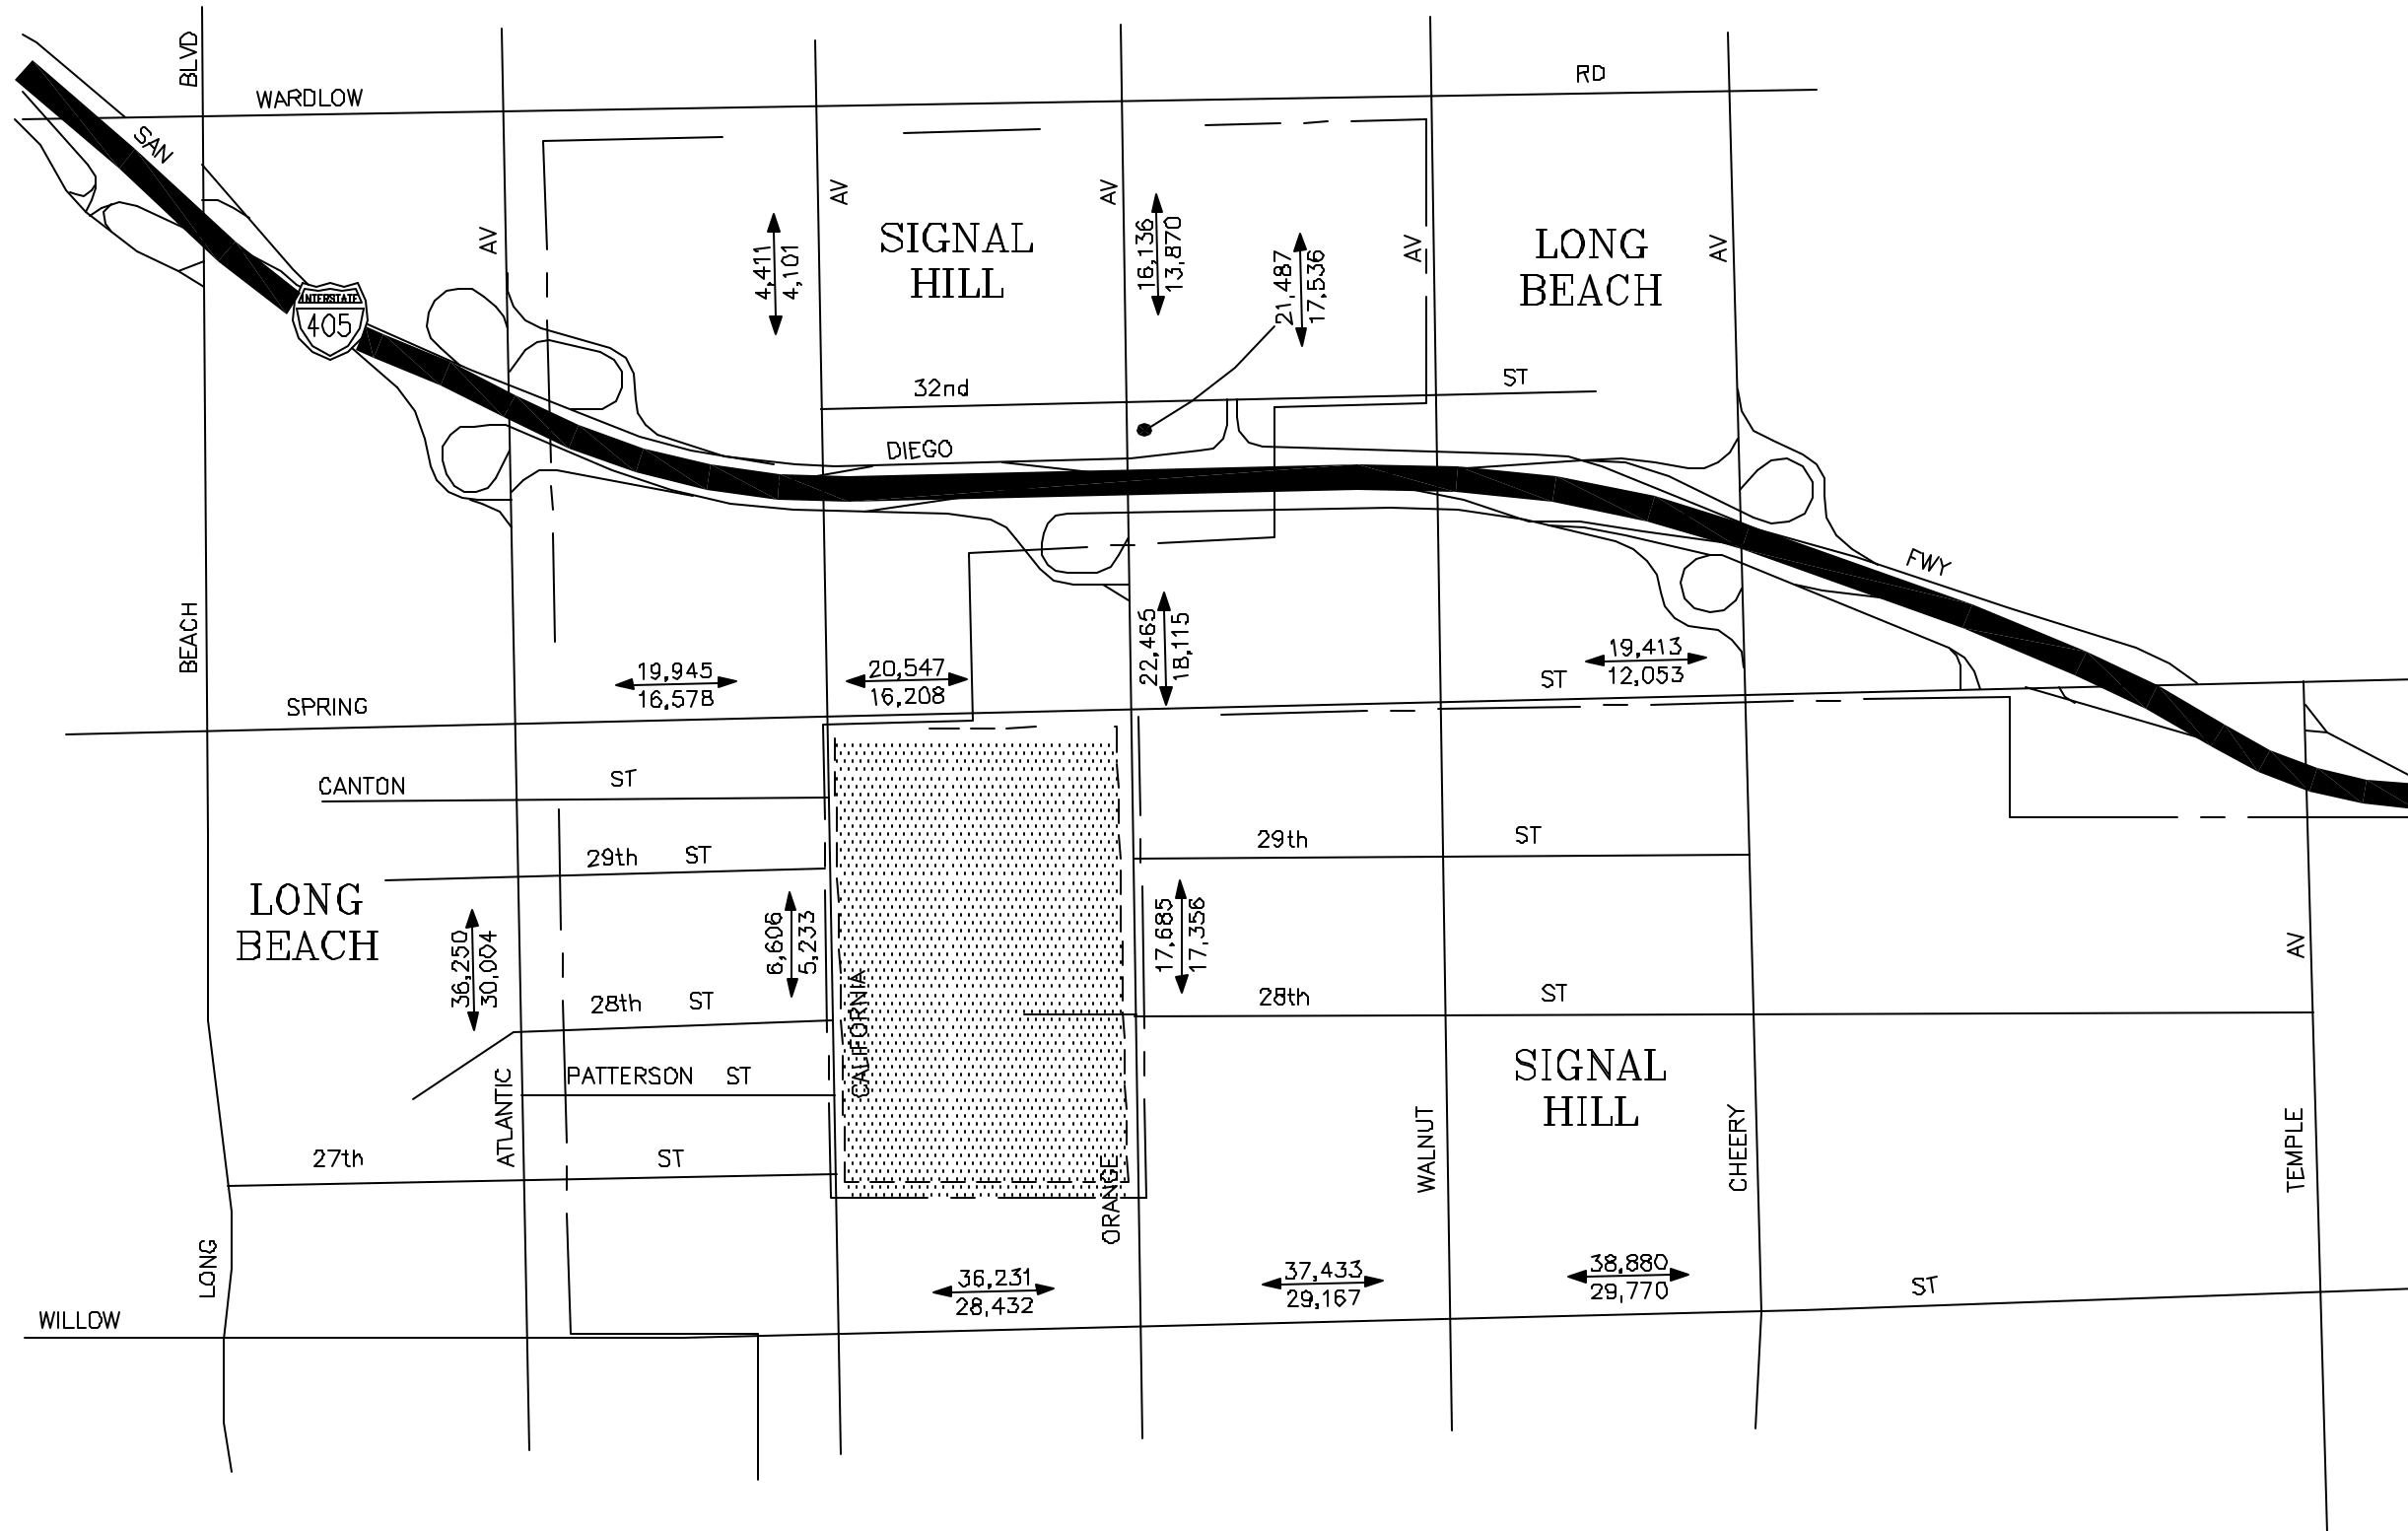 BLVD
WARDLOW
RD
SAN
AV
AV
AV
AV
AV
4,411
4,101
SIGNAL
HILL
16,136
13,870
21,487
17,536
LONG
BEACH
INTERSTATE
405
32nd
ST
DIEGO
FWY
BEACH
22,465
18,115
19,945
16,578
20,547
16,208
19,413
12,053
SPRING
ST
CANTON
ST
29th
ST
29th
ST
LONG
BEACH
36,250
30,004
6,606
5,233
17,685
17,356
AV
28th
ST
28th
ST
CALIFORNIA
PATTERSON ST
SIGNAL
HILL
ATLANTIC
WALNUT
CHEERY
TEMPLE
27th
ST
ORANGE
LONG
36,231
28,432
37,433
29,167
38,880
29,770
WILLOW
ST